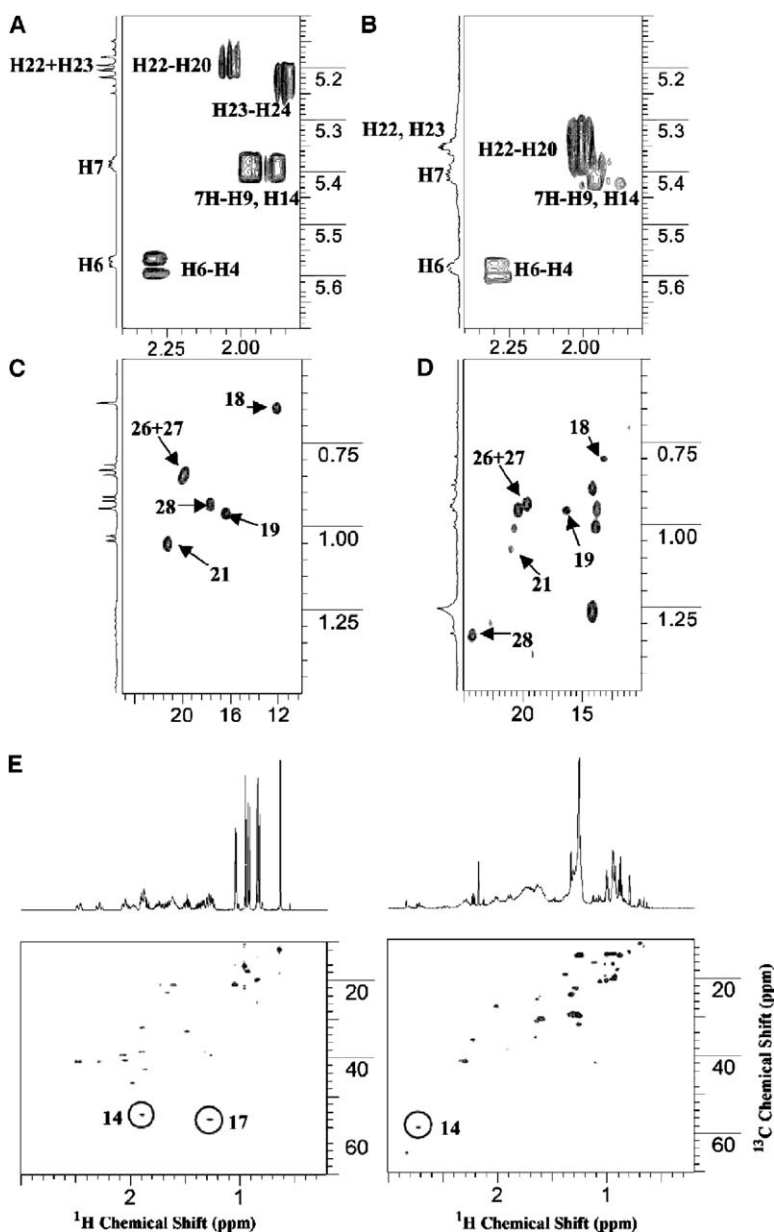 A
B
H22+H23
H22-H20
H23-H24
H7
7H-H9, H14
H6
H6-H4
5.2
5.3
5.4
5.5
5.6
2.25 2.00
H22, H23
H22-H20
H7
7H-H9, H14
H6
H6-H4
5.2
5.3
5.4
5.5
5.6
2.25 2.00
C
D
18
26+27
28
19
21
0.75
1.00
1.25
20 16 12
18
26+27
19
21
28
0.75
1.00
1.25
20 15
E
14
17
20
40
60
2 1
¹H Chemical Shift (ppm)
14
20
40
60
2 1
¹H Chemical Shift (ppm)
¹³C Chemical Shift (ppm)